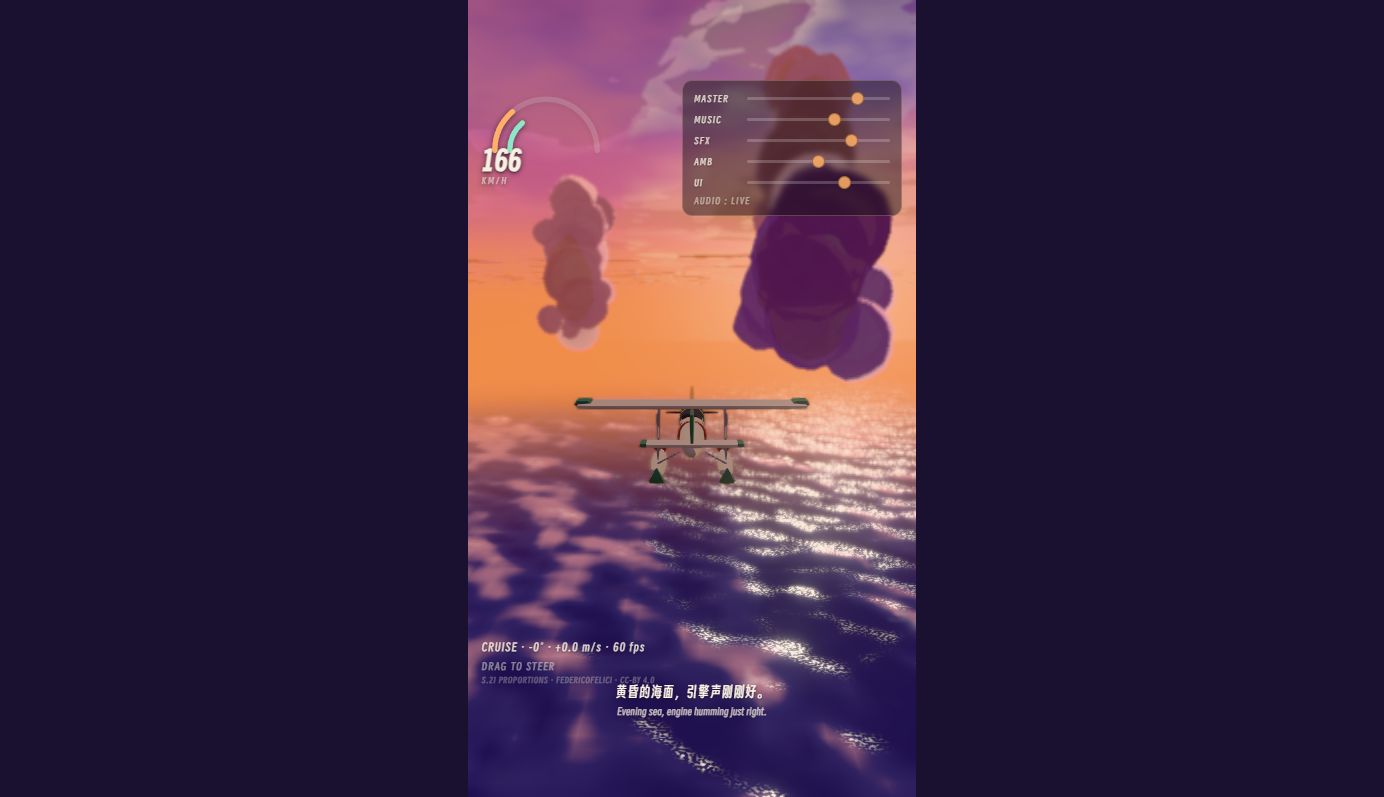 MASTER
MUSIC
SFX
AMB
UI
AUDIO : LIVE
166
KM/H
CRUISE · -0° · +0.0 m/s · 60 fps
DRAG TO STEER
S.21 PROPORTIONS · FEDERICOFELICI · CC-BY 4.0
黄昏的海面，引擎声刚刚好。
Evening sea, engine humming just right.